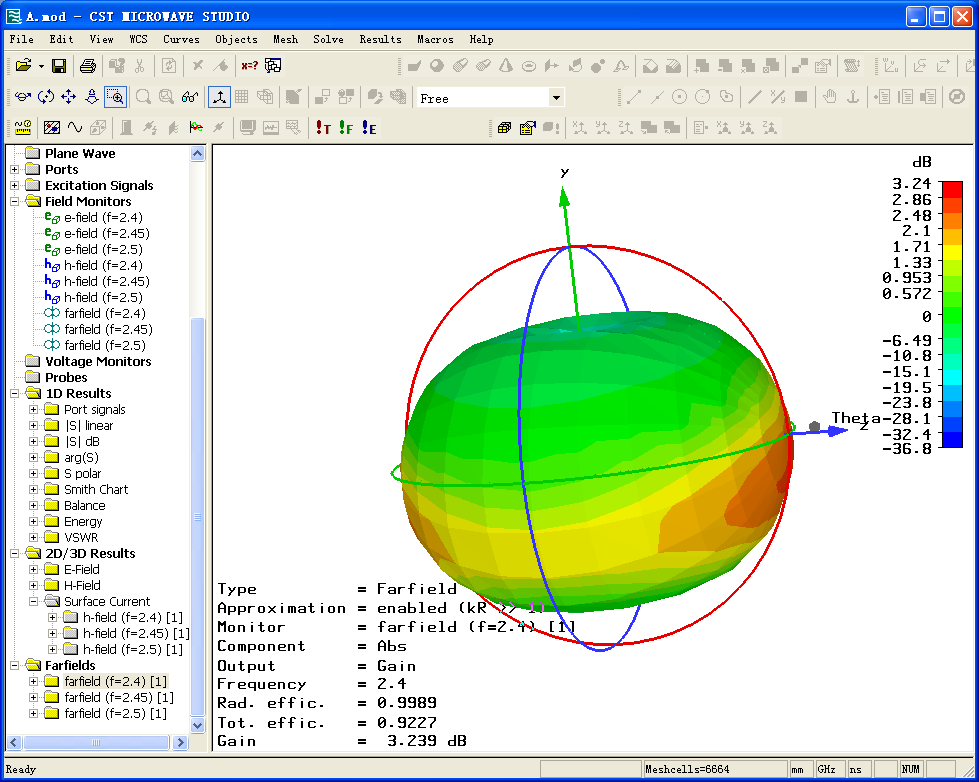 A.mod - CST MICROWAVE STUDIO
File Edit View WCS Curves Objects Mesh Solve Results Macros Help
x=?
Free
!T !F !E
Plane Wave
Ports
Excitation Signals
Field Monitors
e-field (f=2.4)
e-field (f=2.45)
e-field (f=2.5)
h-field (f=2.4)
h-field (f=2.45)
h-field (f=2.5)
farfield (f=2.4)
farfield (f=2.45)
farfield (f=2.5)
Voltage Monitors
Probes
1D Results
Port signals
|S| linear
|S| dB
arg(S)
S polar
Smith Chart
Balance
Energy
VSWR
2D/3D Results
E-Field
H-Field
Surface Current
h-field (f=2.4) [1]
h-field (f=2.45) [1]
h-field (f=2.5) [1]
Farfields
farfield (f=2.4) [1]
farfield (f=2.45) [1]
farfield (f=2.5) [1]
y
Theta
z
dB
3.24
2.86
2.48
2.1
1.71
1.33
0.953
0.572
0
-6.49
-10.8
-15.1
-19.5
-23.8
-28.1
-32.4
-36.8
Type = Farfield
Approximation = enabled (kR >> 1)
Monitor = farfield (f=2.4) [1]
Component = Abs
Output = Gain
Frequency = 2.4
Rad. effic. = 0.9989
Tot. effic. = 0.9227
Gain = 3.239 dB
Ready
Meshcells=6664 mm GHz ns NUM